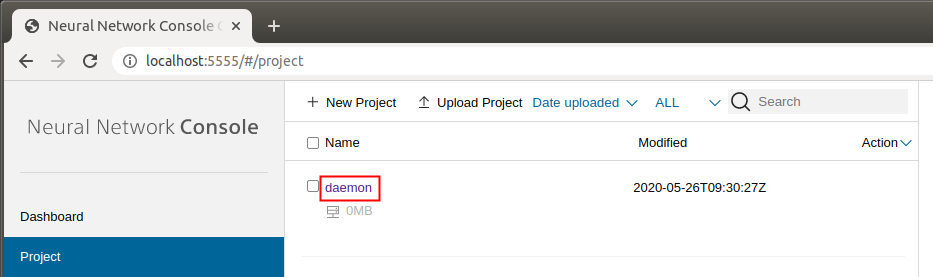 Neural Network Console
localhost:5555/#/project
Neural Network Console
New Project Upload Project Date uploaded ALL Search
Name Modified Action
daemon 2020-05-26T09:30:27Z
0MB
Dashboard
Project